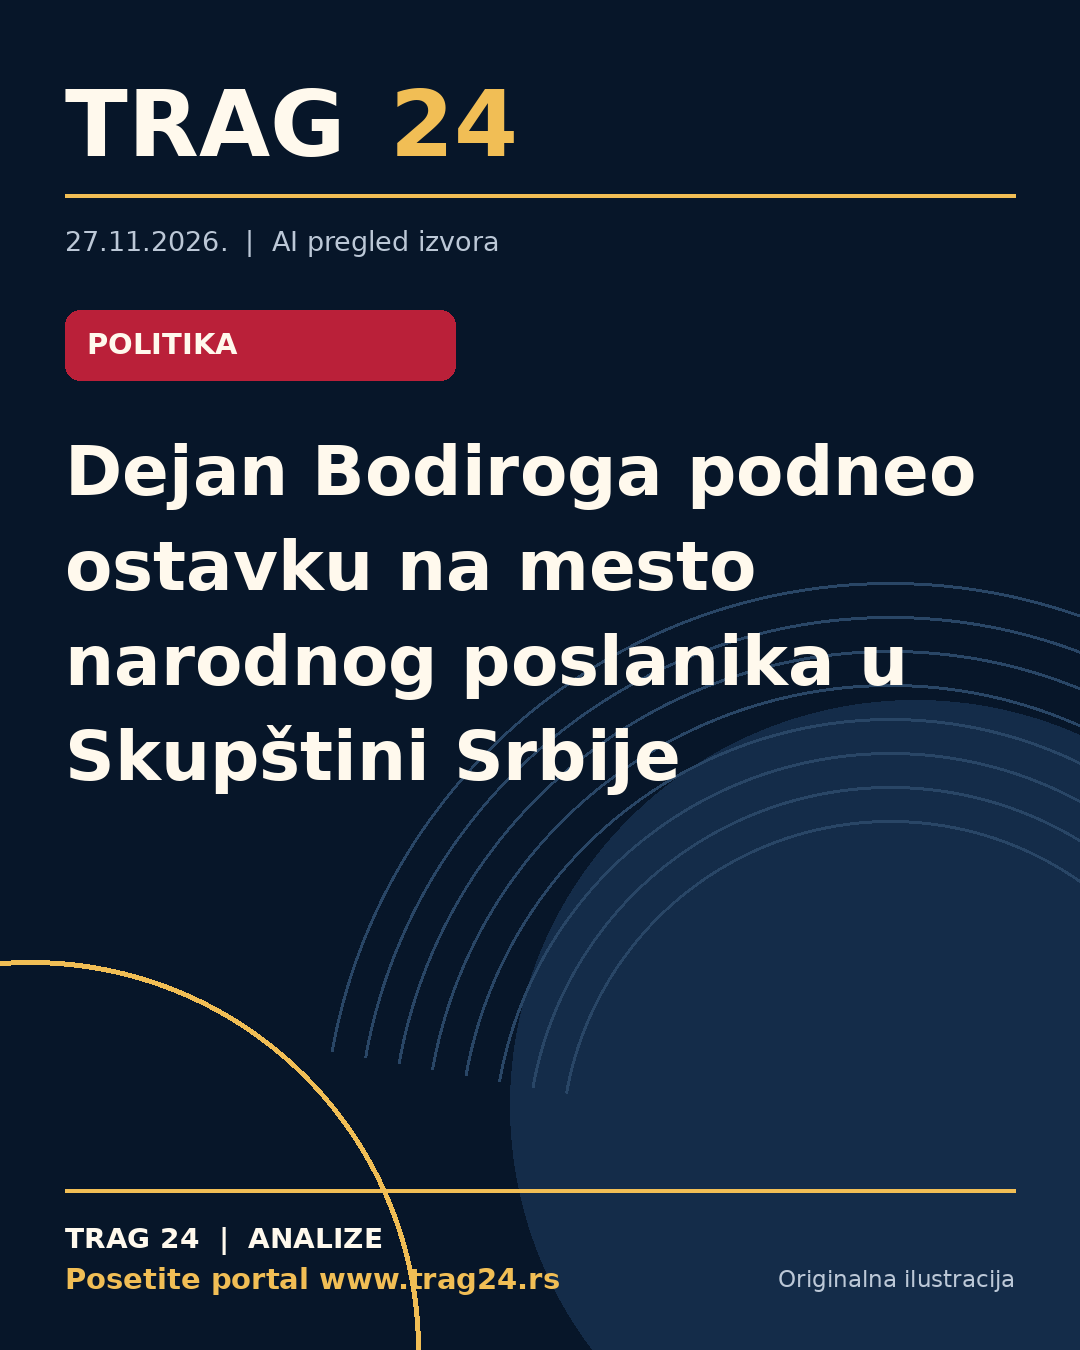 TRAG 24
27.11.2026. | AI pregled izvora
POLITIKA
Dejan Bodiroga podneo
ostavku na mesto
narodnog poslanika u
Skupštini Srbije
TRAG 24 | ANALIZE
Posetite portal www.trag24.rs
Originalna ilustracija